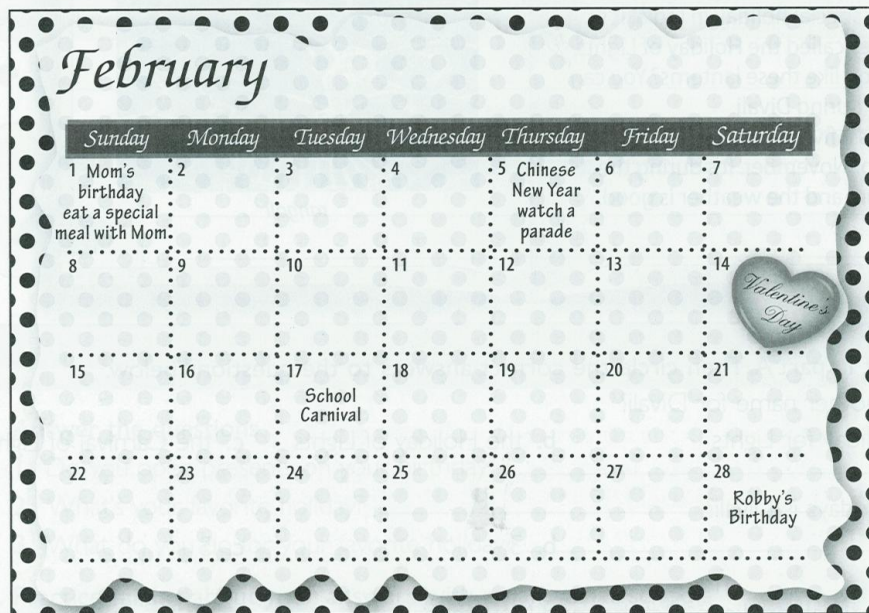 February
Sunday Monday Tuesday Wednesday Thursday Friday Saturday
1 Mom's
birthday
eat a special
meal with Mom
2
3
4
5 Chinese
New Year
watch a
parade
6
7
8
9
10
11
12
13
14
Valentine's
Day
15
16
17
School
Carnival
18
19
20
21
22
23
24
25
26
27
28
Robby's
Birthday